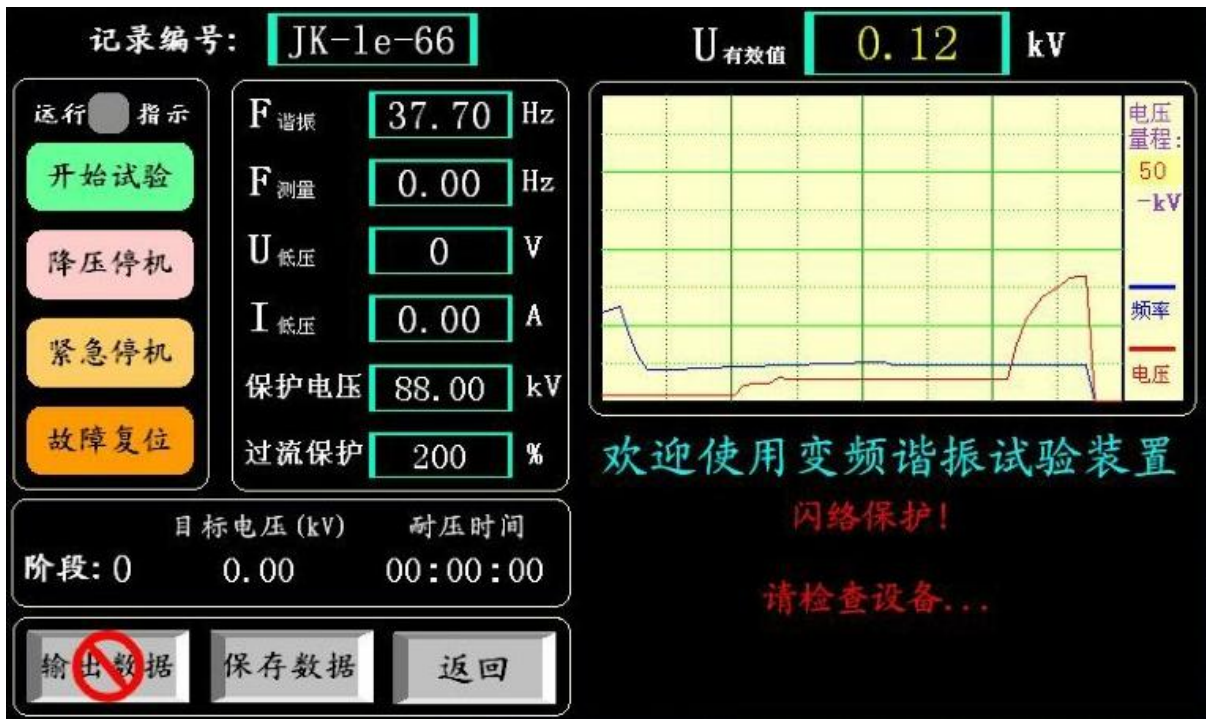 记录编号: JK-1e-66
U有效值 0.12 kV
运行 指示
开始试验
降压停机
紧急停机
故障复位
F谐振 37.70 Hz
F测量 0.00 Hz
U低压 0 V
I低压 0.00 A
保护电压 88.00 kV
过流保护 200 %
电压
量程:
50
-kV
频率
电压
欢迎使用变频谐振试验装置
闪络保护!
请检查设备...
目标电压(kV) 耐压时间
阶段: 0 0.00 00:00:00
输出数据 保存数据 返回